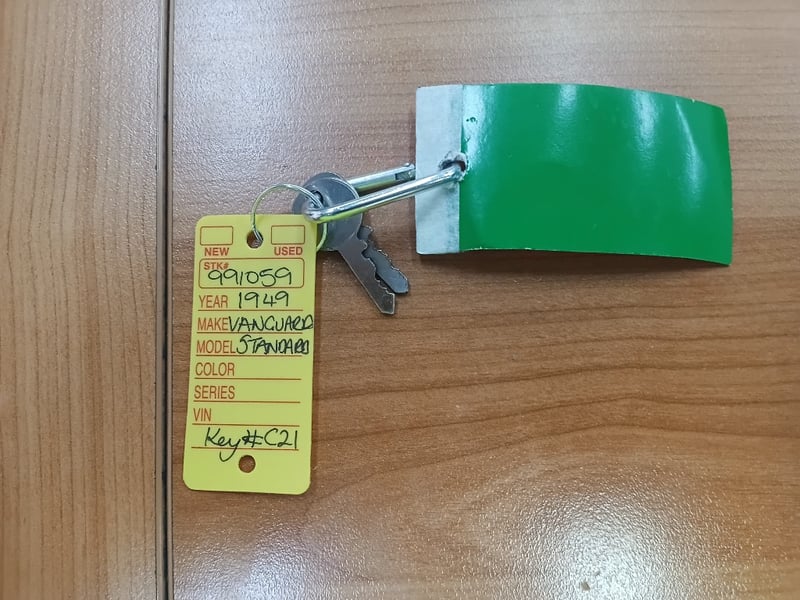 NEW USED
STK# 991059
YEAR 1949
MAKE VANGUARD
MODEL STANDARD
COLOR
SERIES
VIN
Key#C21